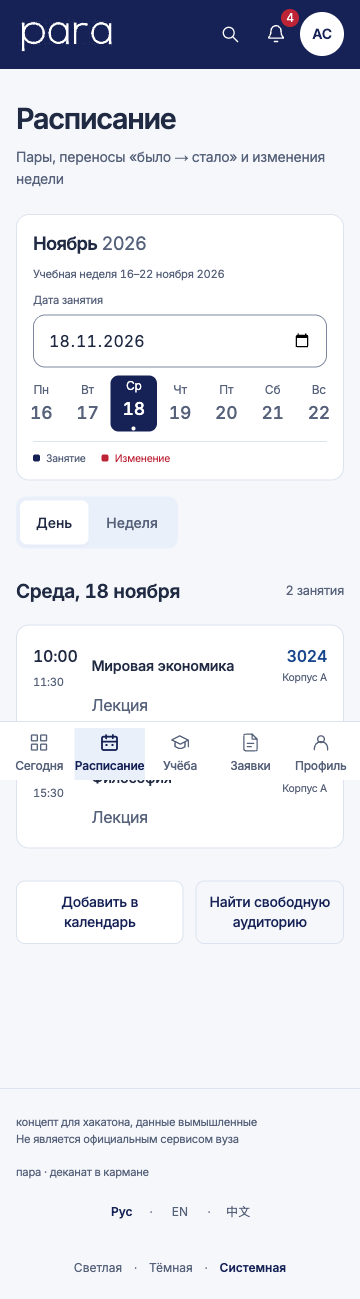 para
4
АС
Расписание
Пары, переносы «было → стало» и изменения
недели
Ноябрь 2026
Учебная неделя 16–22 ноября 2026
Дата занятия
18.11.2026
Пн Вт Ср Чт Пт Сб Вс
16 17 18 19 20 21 22
Занятие Изменение
День Неделя
Среда, 18 ноября 2 занятия
10:00 Мировая экономика 3024
11:30 Корпус А
Лекция
Сегодня Расписание Учёба Заявки Профиль
Философия
15:30 Корпус А
Лекция
Добавить в
календарь
Найти свободную
аудиторию
концепт для хакатона, данные вымышленные
Не является официальным сервисом вуза
пара · деканат в кармане
Рус · EN · 中文
Светлая · Тёмная · Системная